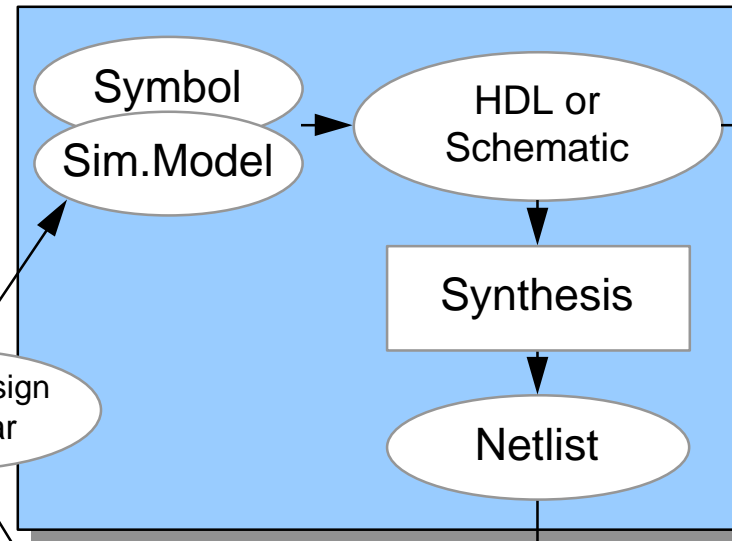 Symbol
Sim.Model
HDL or
Schematic
Synthesis
Netlist